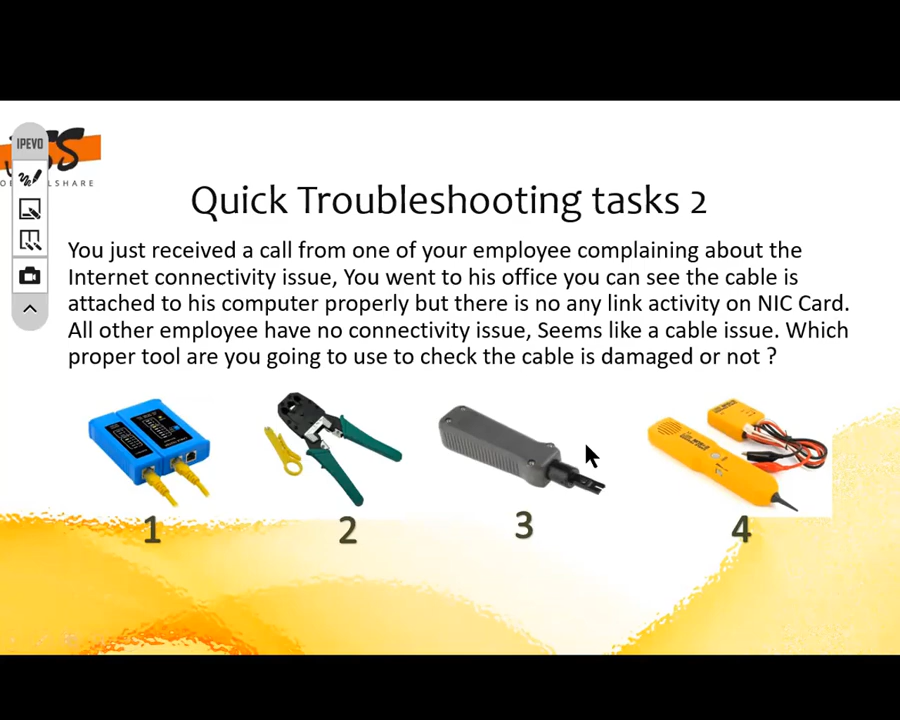 IPEVO
LSHARE
Quick Troubleshooting tasks 2
You just received a call from one of your employee complaining about the
Internet connectivity issue, You went to his office you can see the cable is
attached to his computer properly but there is no any link activity on NIC Card.
All other employee have no connectivity issue, Seems like a cable issue. Which
proper tool are you going to use to check the cable is damaged or not ?
1
2
3
4